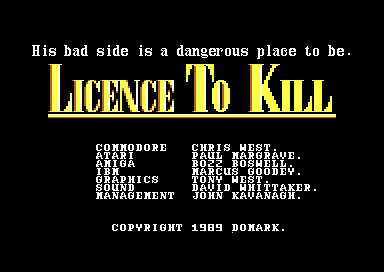 His bad side is a dangerous place to be.
LICENCE TO KILL
COMMODORE CHRIS WEST.
ATARI PAUL MARGRAVE.
AMIGA BOZZ BOSWELL.
IBM MARCUS GOODEY.
GRAPHICS TONY WEST.
SOUND DAVID WHITTAKER.
MANAGEMENT JOHN KAVANAGH.
COPYRIGHT 1989 DOMARK.